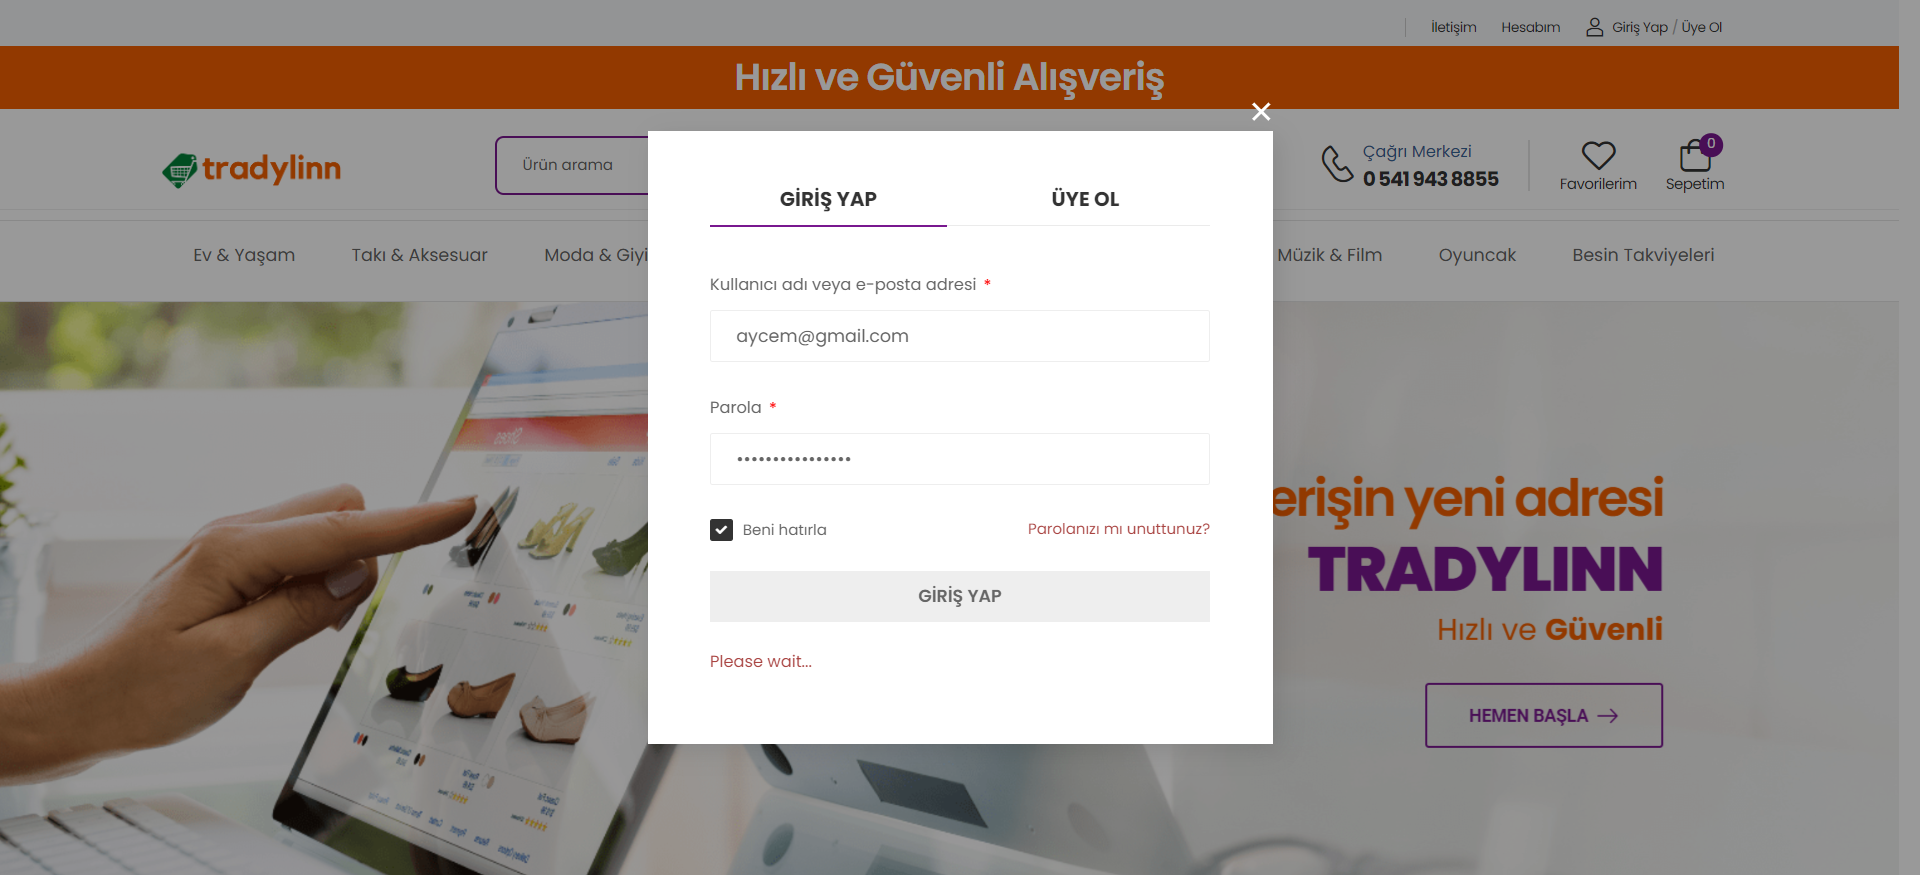 İletişim
Hesabım
Giriş Yap / Üye Ol
Hızlı ve Güvenli Alışveriş
tradylinn
Ürün arama
Çağrı Merkezi
0 541 943 8855
0
Favorilerim
Sepetim
Ev & Yaşam
Takı & Aksesuar
Moda & Giyi
Müzik & Film
Oyuncak
Besin Takviyeleri
GİRİŞ YAP
ÜYE OL
Kullanıcı adı veya e-posta adresi *
aycem@gmail.com
Parola *
••••••••••••••••
Beni hatırla
Parolanızı mı unuttunuz?
GİRİŞ YAP
Please wait...
erişin yeni adresi
TRADYLINN
Hızlı ve Güvenli
HEMEN BAŞLA